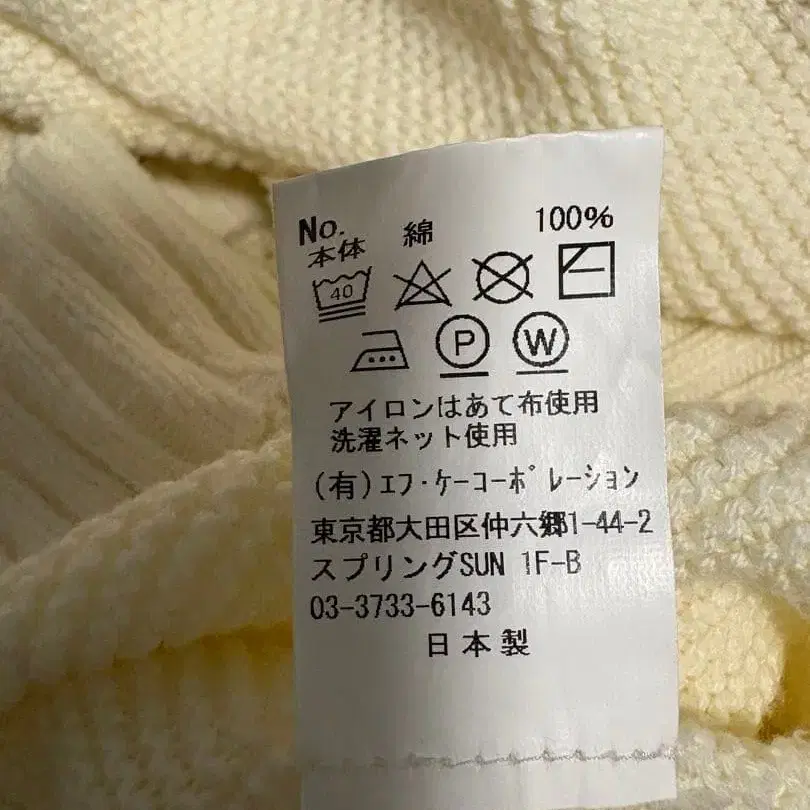 No.
本体 綿 100%
40
P W
アイロンはあて布使用
洗濯ネット使用
(有)ｴﾌ･ｹｰｺｰﾎﾟﾚｰｼｮﾝ
東京都大田区仲六郷1-44-2
スプリングSUN 1F-B
03-3733-6143
日本製